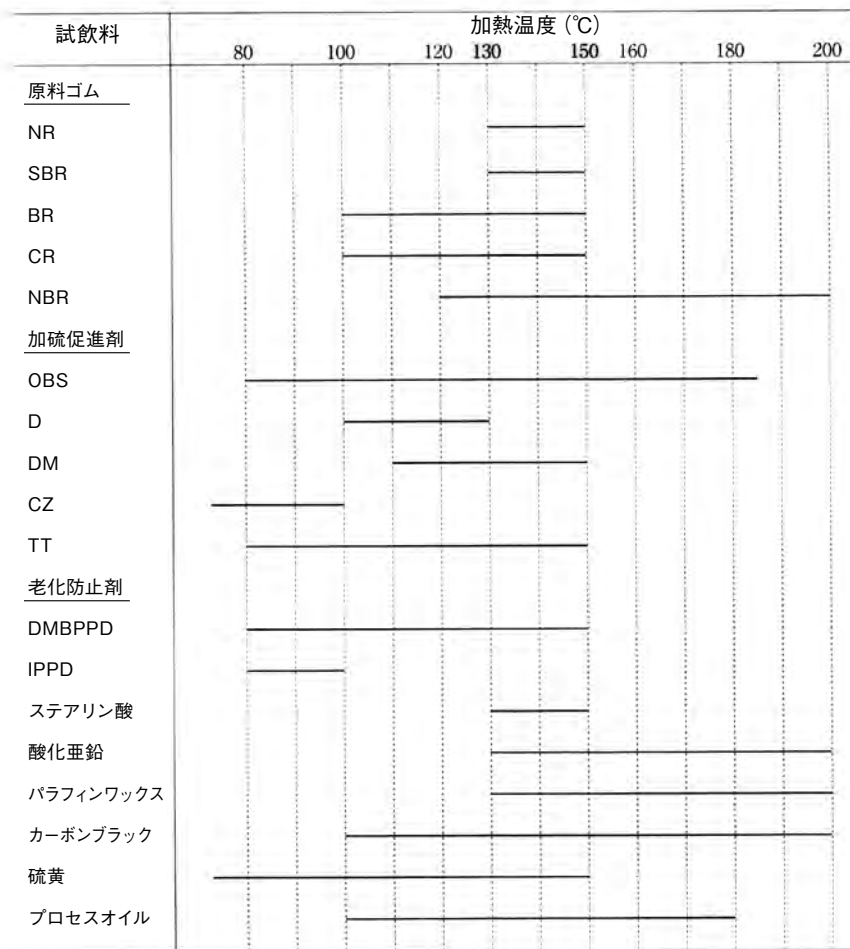 試飲料
加熱温度 (℃)
80 100 120 130 150 160 180 200
原料ゴム
NR
SBR
BR
CR
NBR
加硫促進剤
OBS
D
DM
CZ
TT
老化防止剤
DMBPPD
IPPD
ステアリン酸
酸化亜鉛
パラフィンワックス
カーボンブラック
硫黄
プロセスオイル